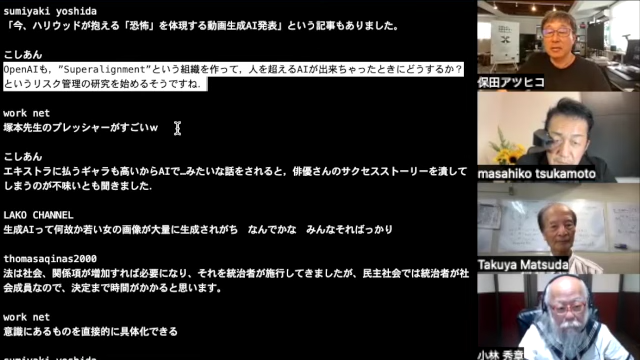 sumiyaki yoshida
「今、ハリウッドが抱える「恐怖」を体現する動画生成AI発表」という記事もありました。
こしあん
OpenAIも，”Superalignment”という組織を作って，人を超えるAIが出来ちゃったときにどうするか？
というリスク管理の研究を始めるそうですね．
work net
塚本先生のプレッシャーがすごいｗ
こしあん
エキストラに払うギャラも高いからAIで…みたいな話をされると，俳優さんのサクセスストーリーを潰して
しまうのが不味いとも聞きました．
LAKO CHANNEL
生成AIって何故か若い女の画像が大量に生成されがち　なんでかな　みんなそればっかり
thomasaqinas2000
法は社会、関係項が増加すれば必要になり、それを統治者が施行してきましたが、民主社会では統治者が社
会成員なので、決定まで時間がかかると思います。
work net
意識にあるものを直接的に具体化できる
sumiyaki yoshida
保田アツヒコ
masahiko tsukamoto
Takuya Matsuda
小林 秀章